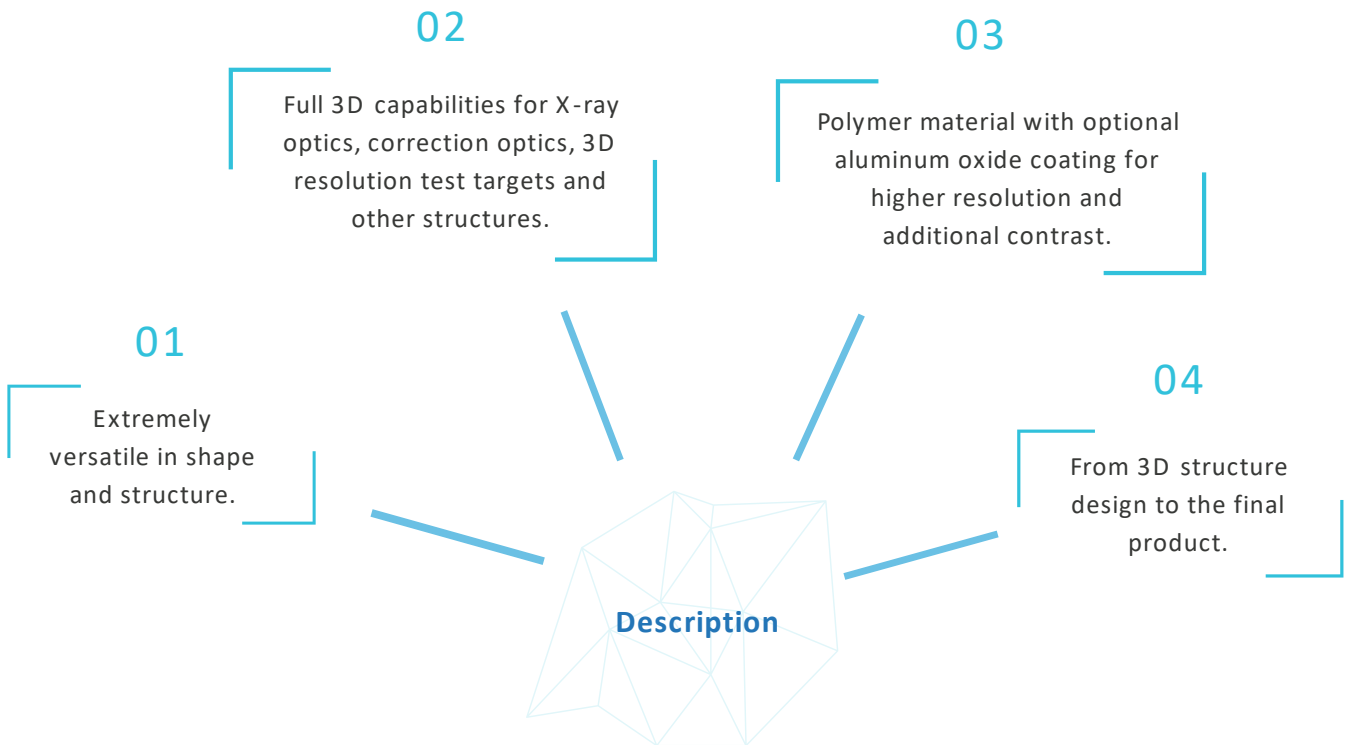 01
Extremely
versatile in shape
and structure.
02
Full 3D capabilities for X-ray
optics, correction optics, 3D
resolution test targets and
other structures.
03
Polymer material with optional
aluminum oxide coating for
higher resolution and
additional contrast.
04
From 3D structure
design to the final
product.
Description